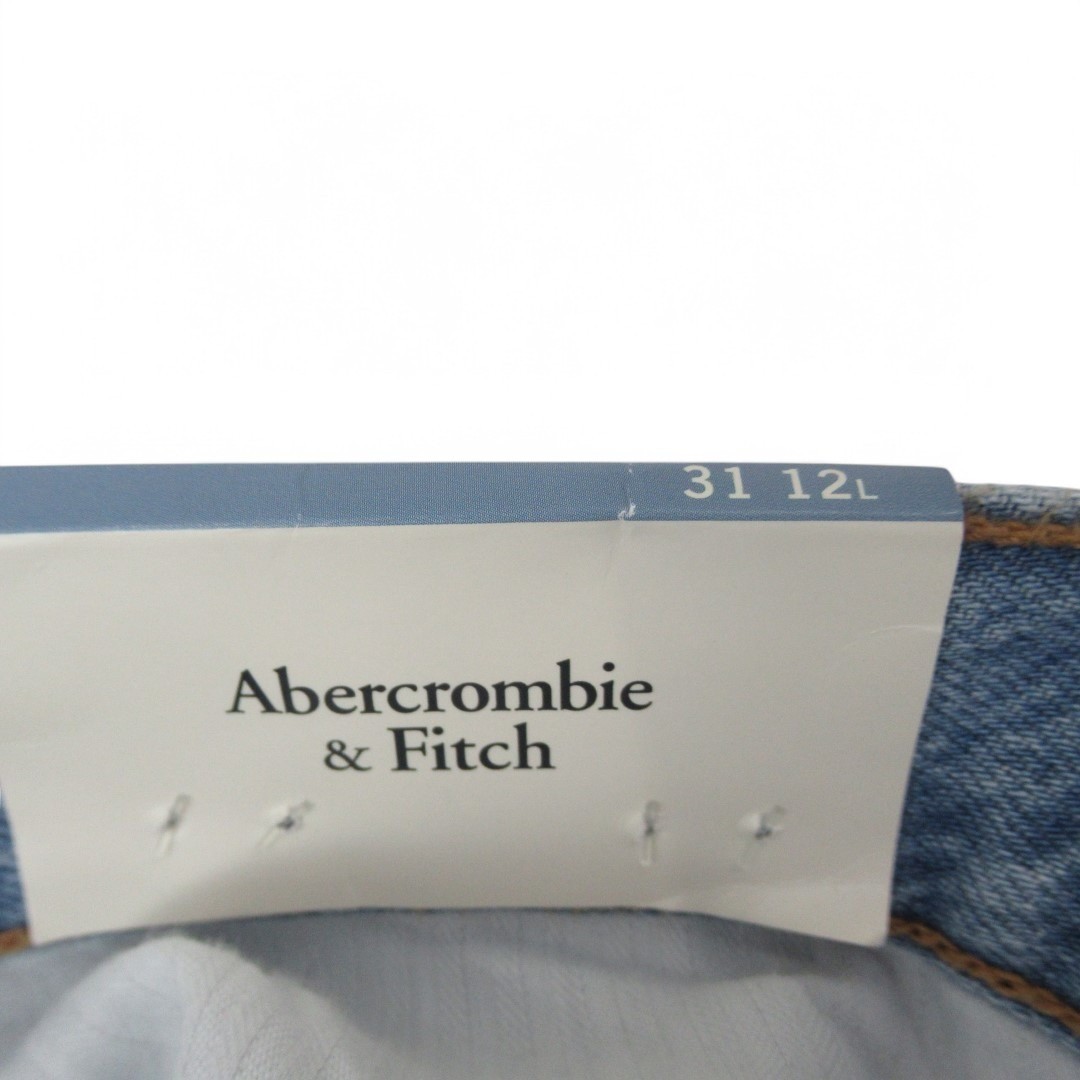 31 12L
Abercrombie
& Fitch